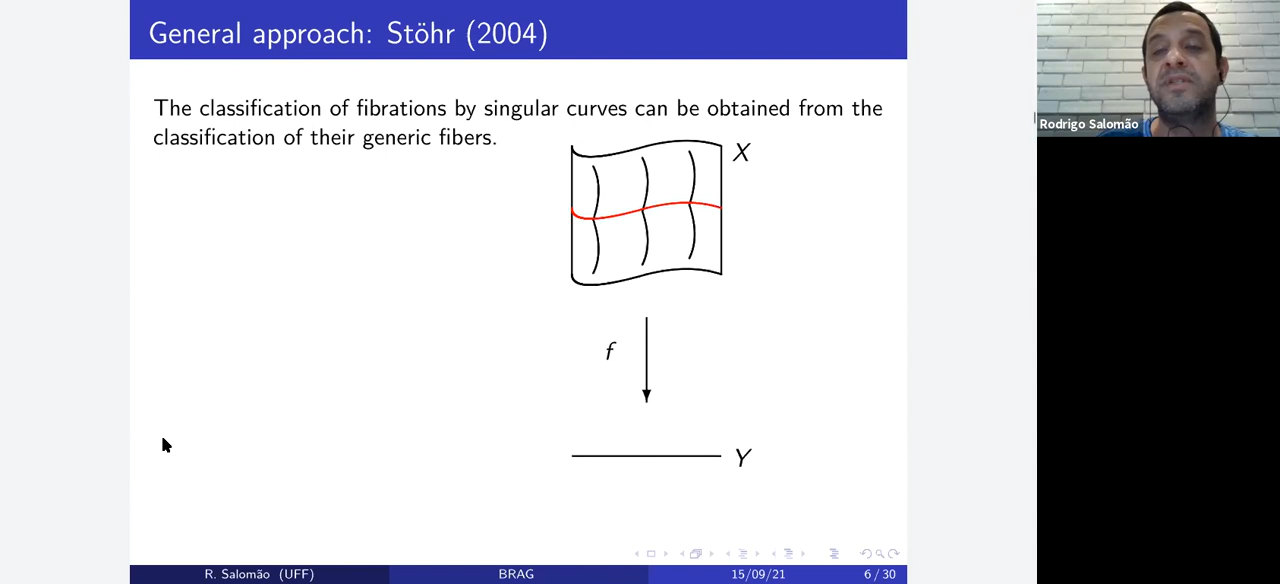 General approach: Stöhr (2004)
The classification of fibrations by singular curves can be obtained from the
classification of their generic fibers.
X
f
Y
R. Salomão (UFF) BRAG 15/09/21 6 / 30
Rodrigo Salomão